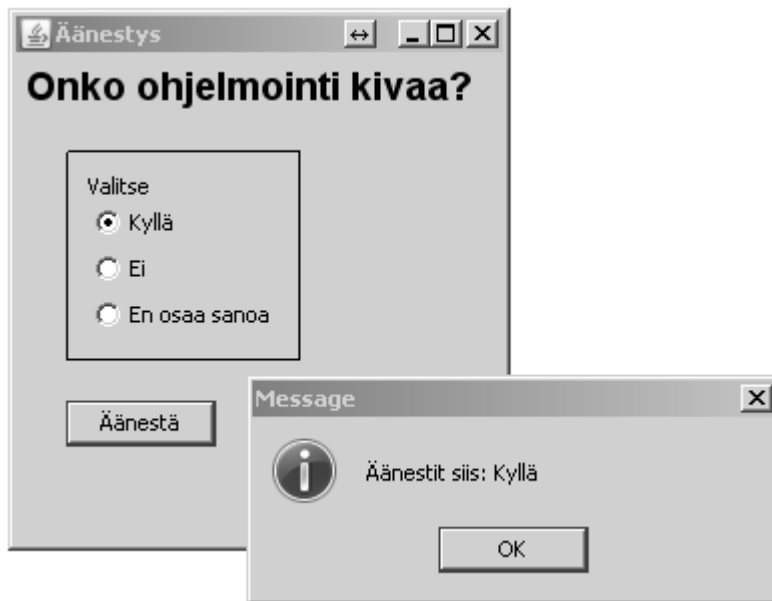 Äänestys
Onko ohjelmointi kivaa?
Valitse
Kyllä
Ei
En osaa sanoa
Äänestä
Message
Äänestit siis: Kyllä
OK